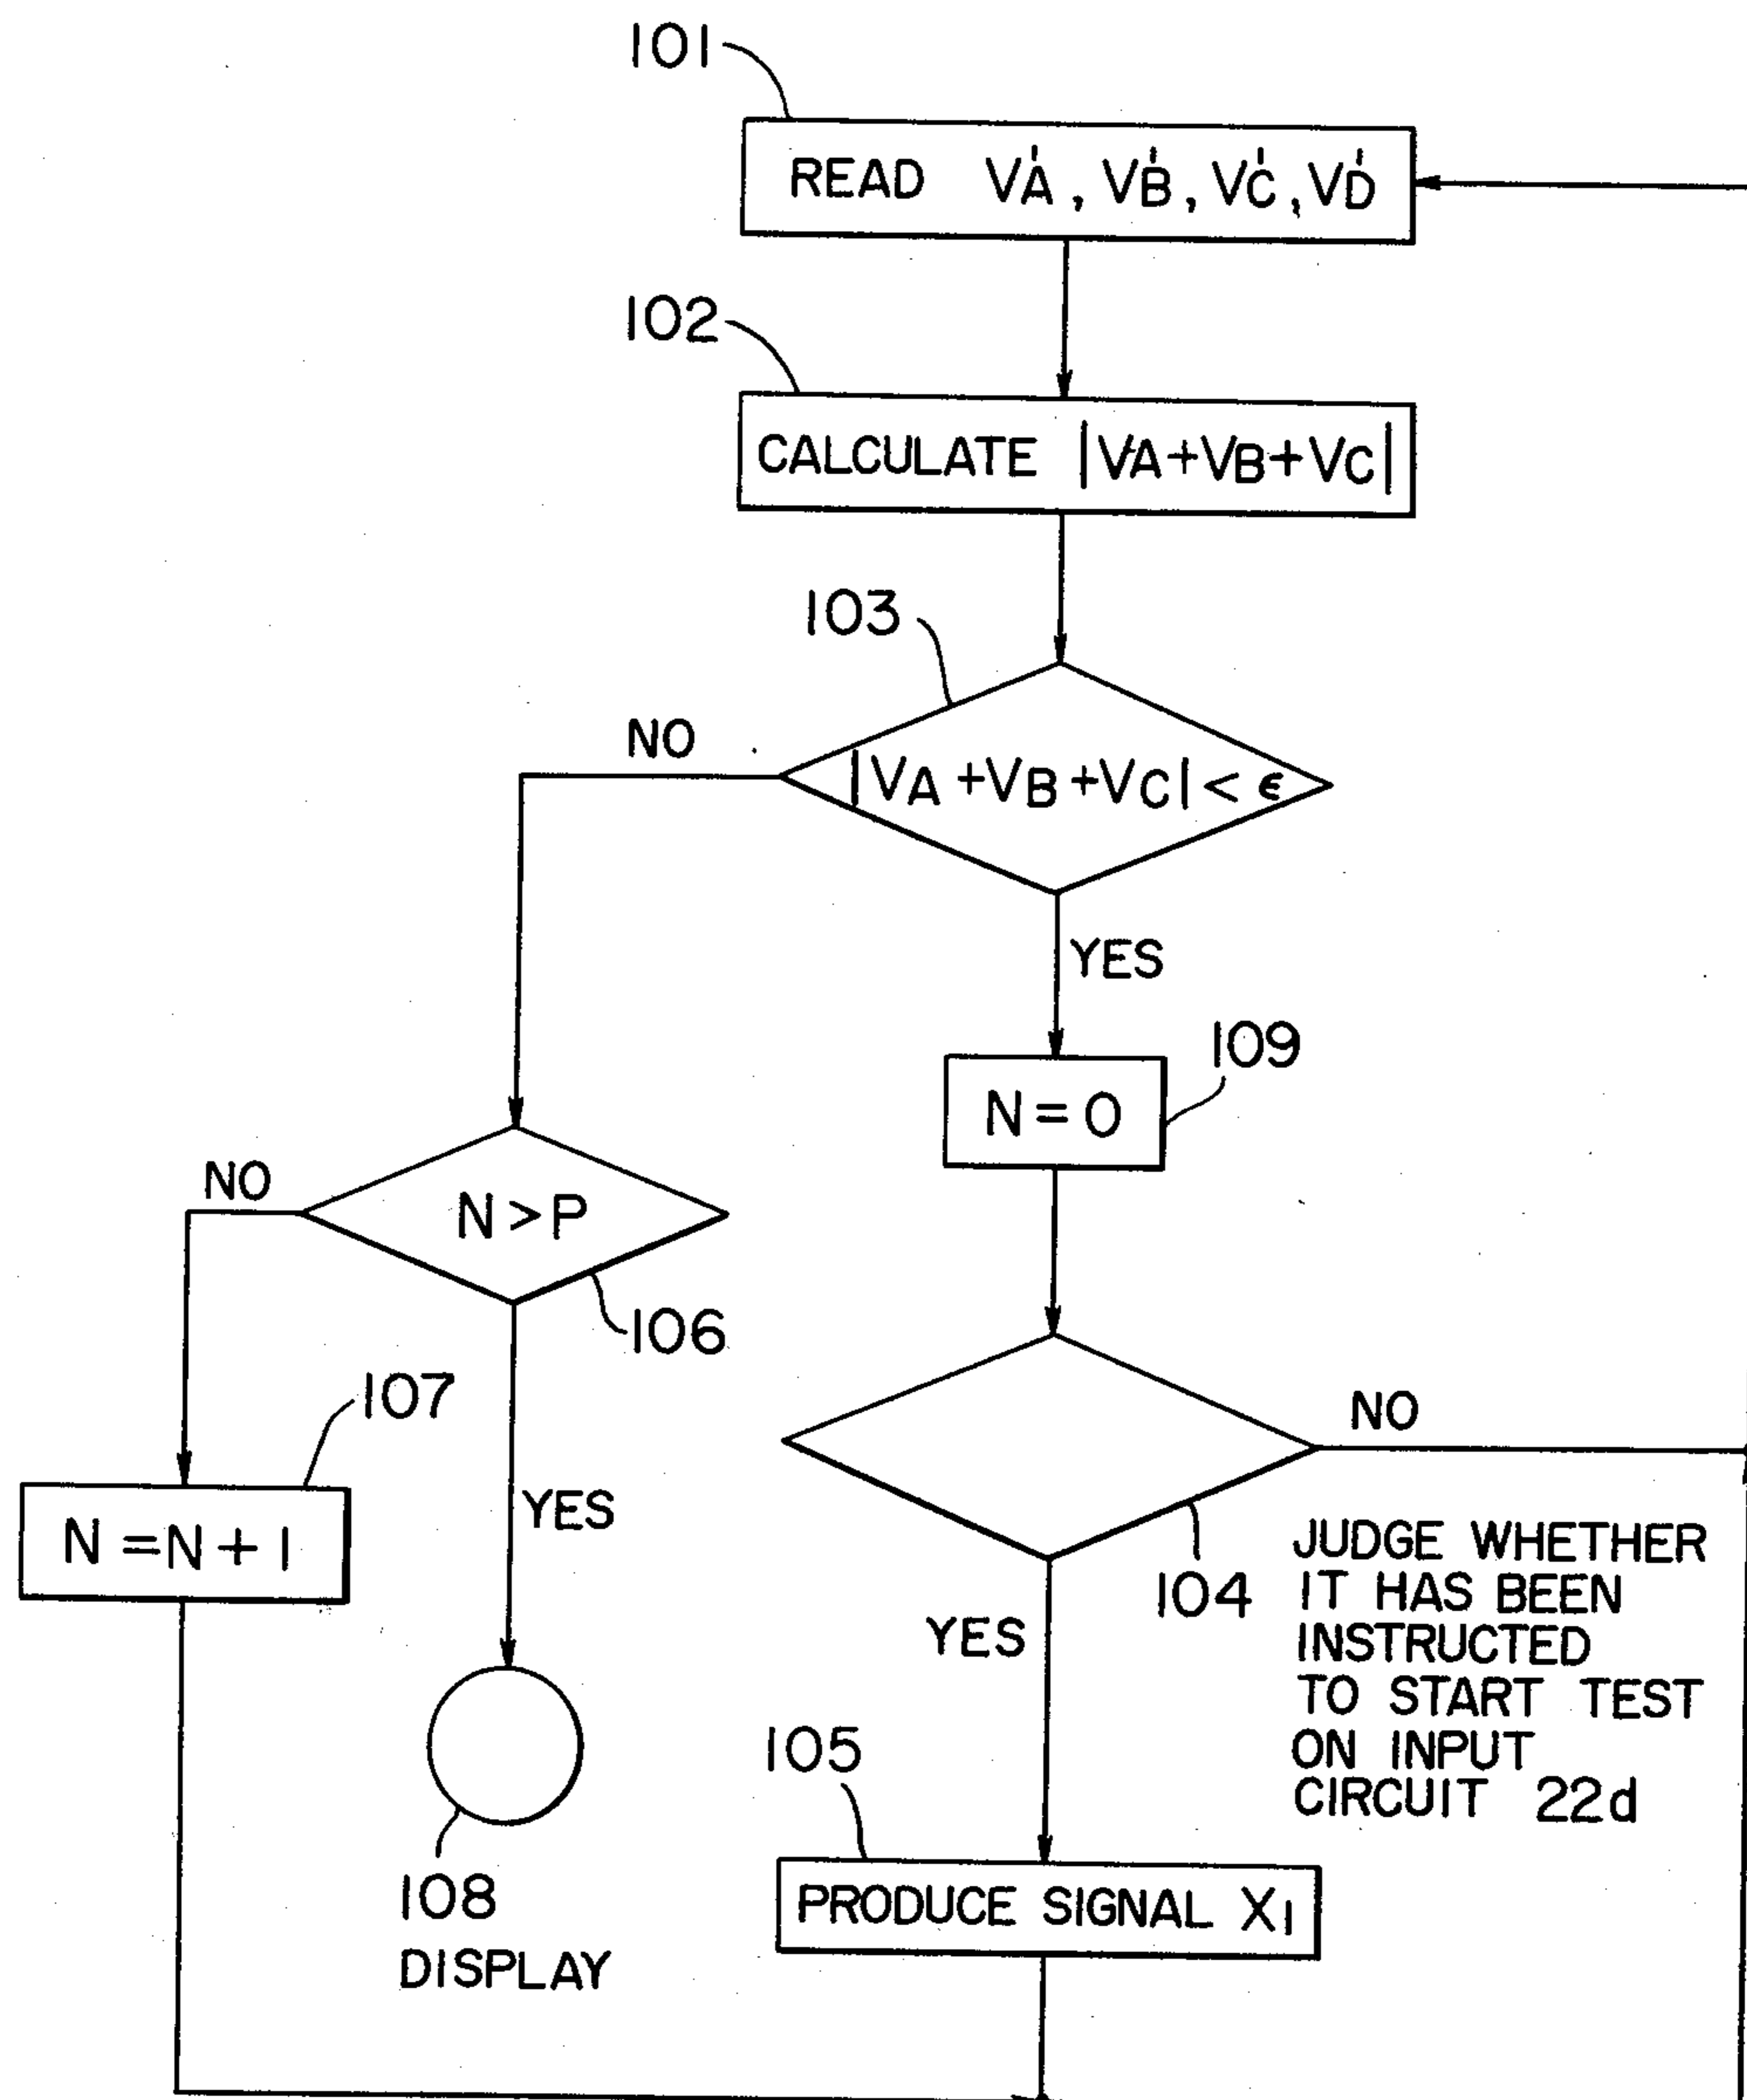 101
READ V'A, V'B, V'C, V'D
102
CALCULATE |VA+VB+VC|
103
NO
|VA+VB+VC|< ϵ
YES
109
N=0
NO
N>P
106
107
NO
N=N+1
YES
104
JUDGE WHETHER
IT HAS BEEN
INSTRUCTED
TO START TEST
ON INPUT
CIRCUIT 22d
YES
105
108
DISPLAY
PRODUCE SIGNAL X1